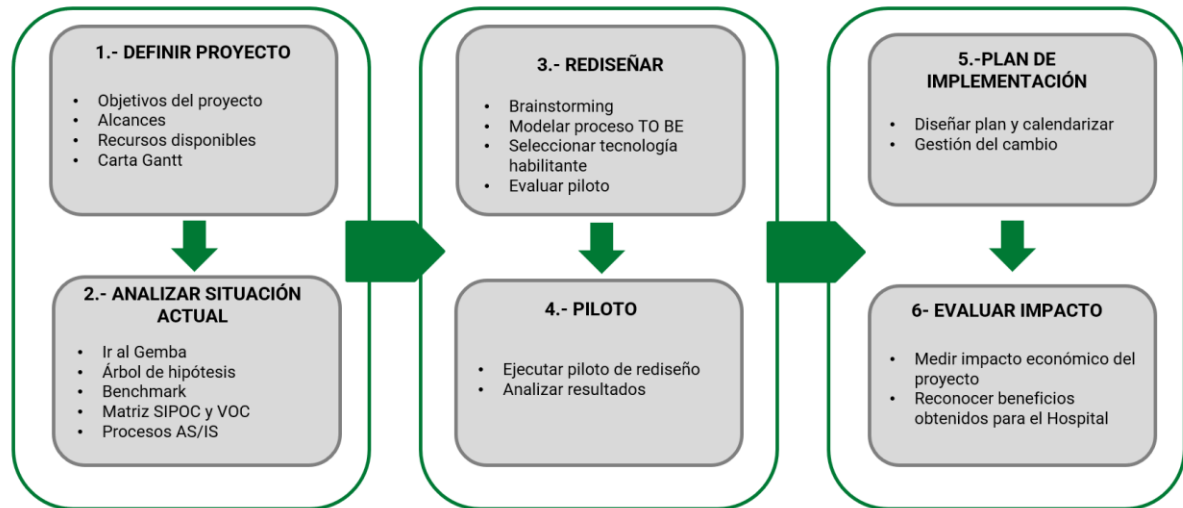 1.- DEFINIR PROYECTO
• Objetivos del proyecto
• Alcances
• Recursos disponibles
• Carta Gantt
2.- ANALIZAR SITUACIÓN
ACTUAL
• Ir al Gemba
• Árbol de hipótesis
• Benchmark
• Matriz SIPOC y VOC
• Procesos AS/IS
3.- REDISEÑAR
• Brainstorming
• Modelar proceso TO BE
• Seleccionar tecnología
habilitante
• Evaluar piloto
4.- PILOTO
• Ejecutar piloto de rediseño
• Analizar resultados
5.-PLAN DE
IMPLEMENTACIÓN
• Diseñar plan y calendarizar
• Gestión del cambio
6- EVALUAR IMPACTO
• Medir impacto económico del
proyecto
• Reconocer beneficios
obtenidos para el Hospital